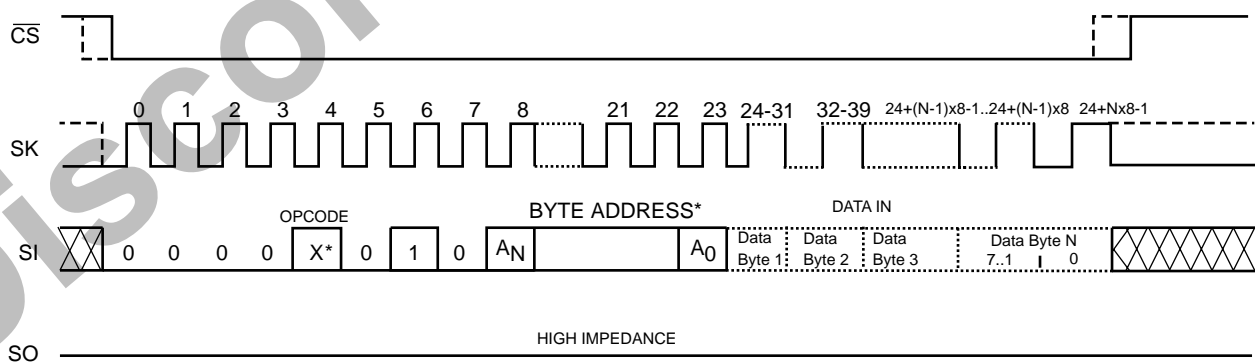 CS
0 1 2 3 4 5 6 7 8 21 22 23 24-31 32-39 24+(N-1)x8-1..24+(N-1)x8 24+Nx8-1
SK
OPCODE
BYTE ADDRESS*
DATA IN
SI 0 0 0 0 X* 0 1 0 AN A0
Data Byte 1
Data Byte 2
Data Byte 3
Data Byte N
7..1 0
HIGH IMPEDANCE
SO
Discon